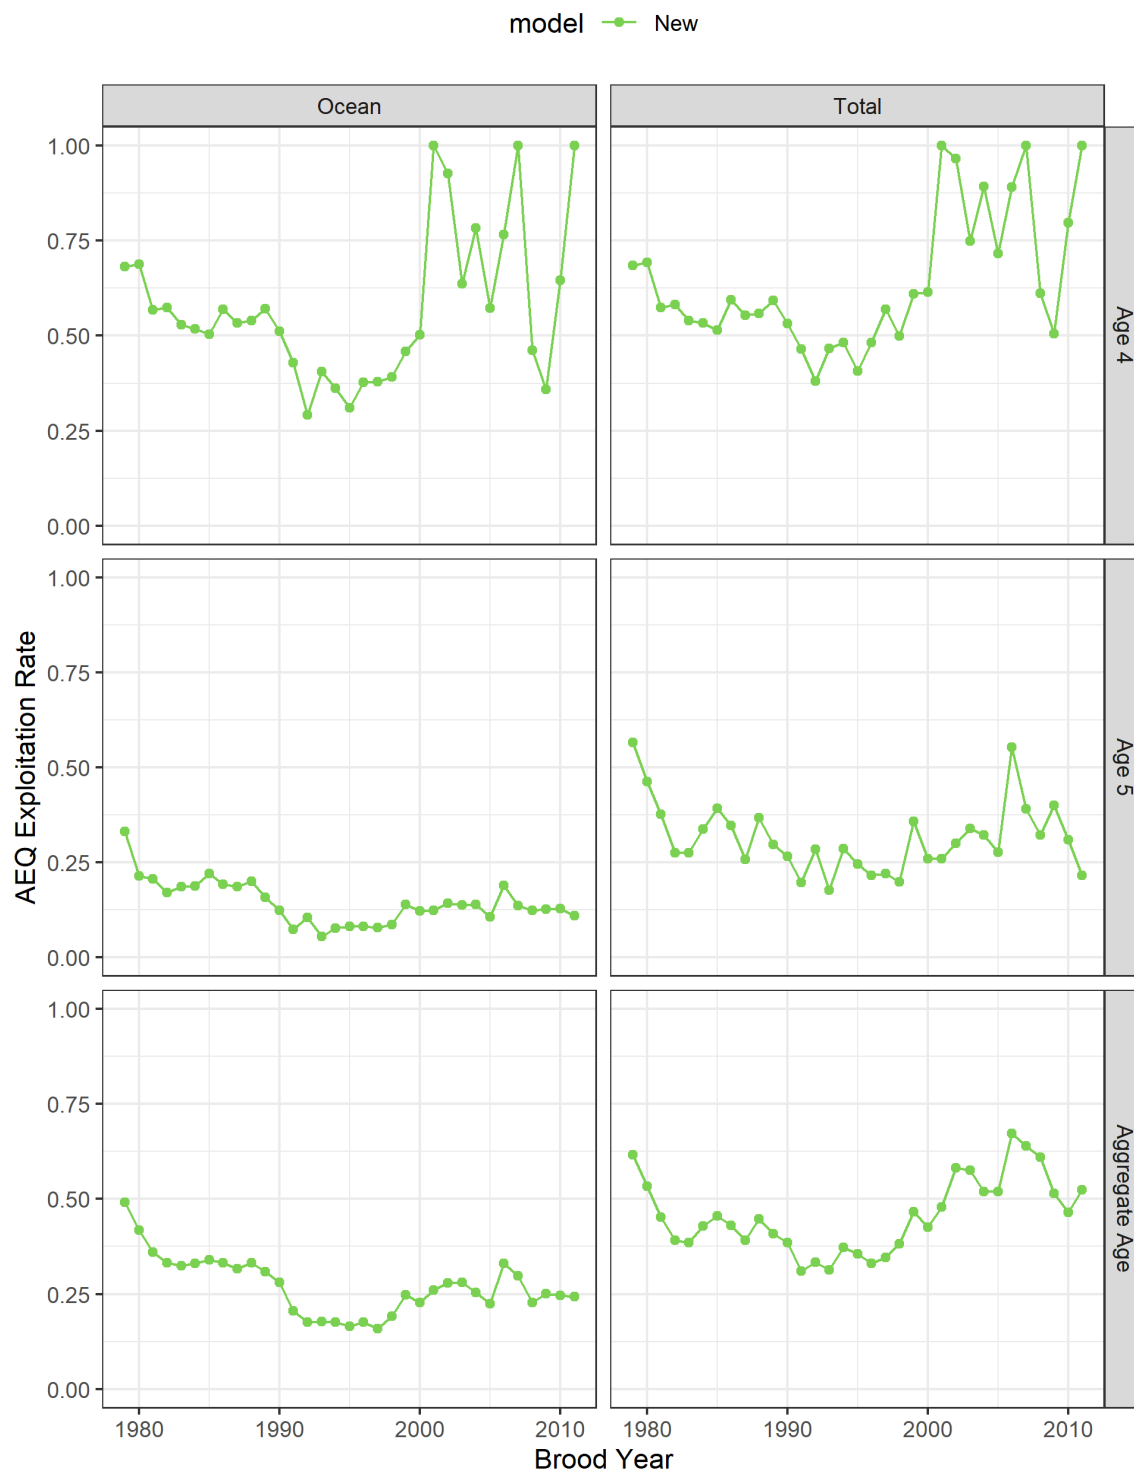 model New
Ocean Total
1.00
0.75
0.50
0.25
0.00
Age 4
1.00
0.75
0.50
0.25
0.00
Age 5
AEQ Exploitation Rate
1.00
0.75
0.50
0.25
0.00
Aggregate Age
1980 1990 2000 2010 1980 1990 2000 2010
Brood Year